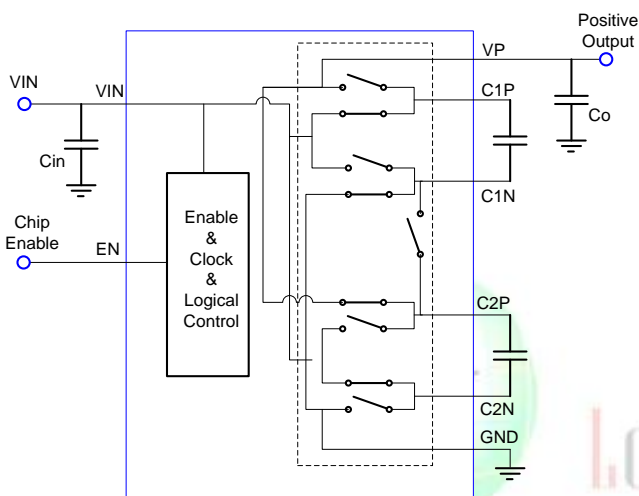 Positive
Output
VP
VIN
VIN
C1P
Co
Cin
C1N
Chip
Enable
EN
Enable
&
Clock
&
Logical
Control
C2P
C2N
GND